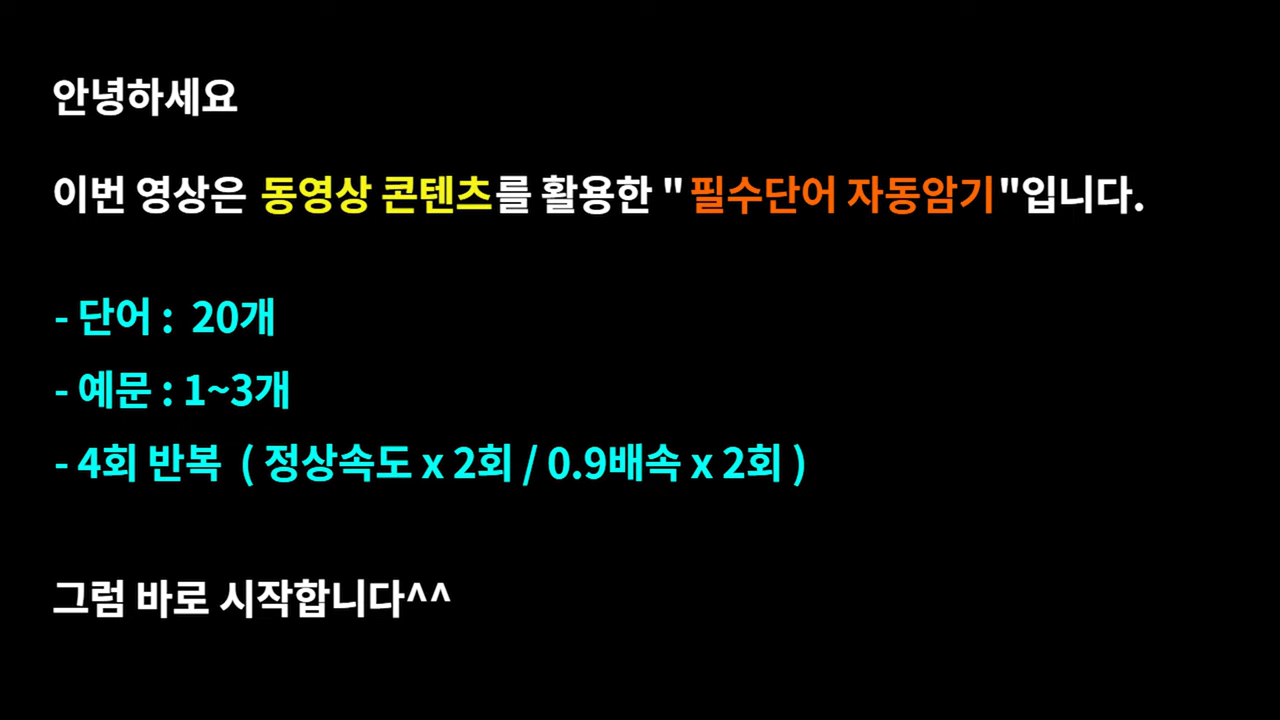 안녕하세요
이번 영상은 동영상 콘텐츠를 활용한 "필수단어 자동암기"입니다.
- 단어 : 20개
- 예문 : 1~3개
- 4회 반복 ( 정상속도 x 2회 / 0.9배속 x 2회 )
그럼 바로 시작합니다^^